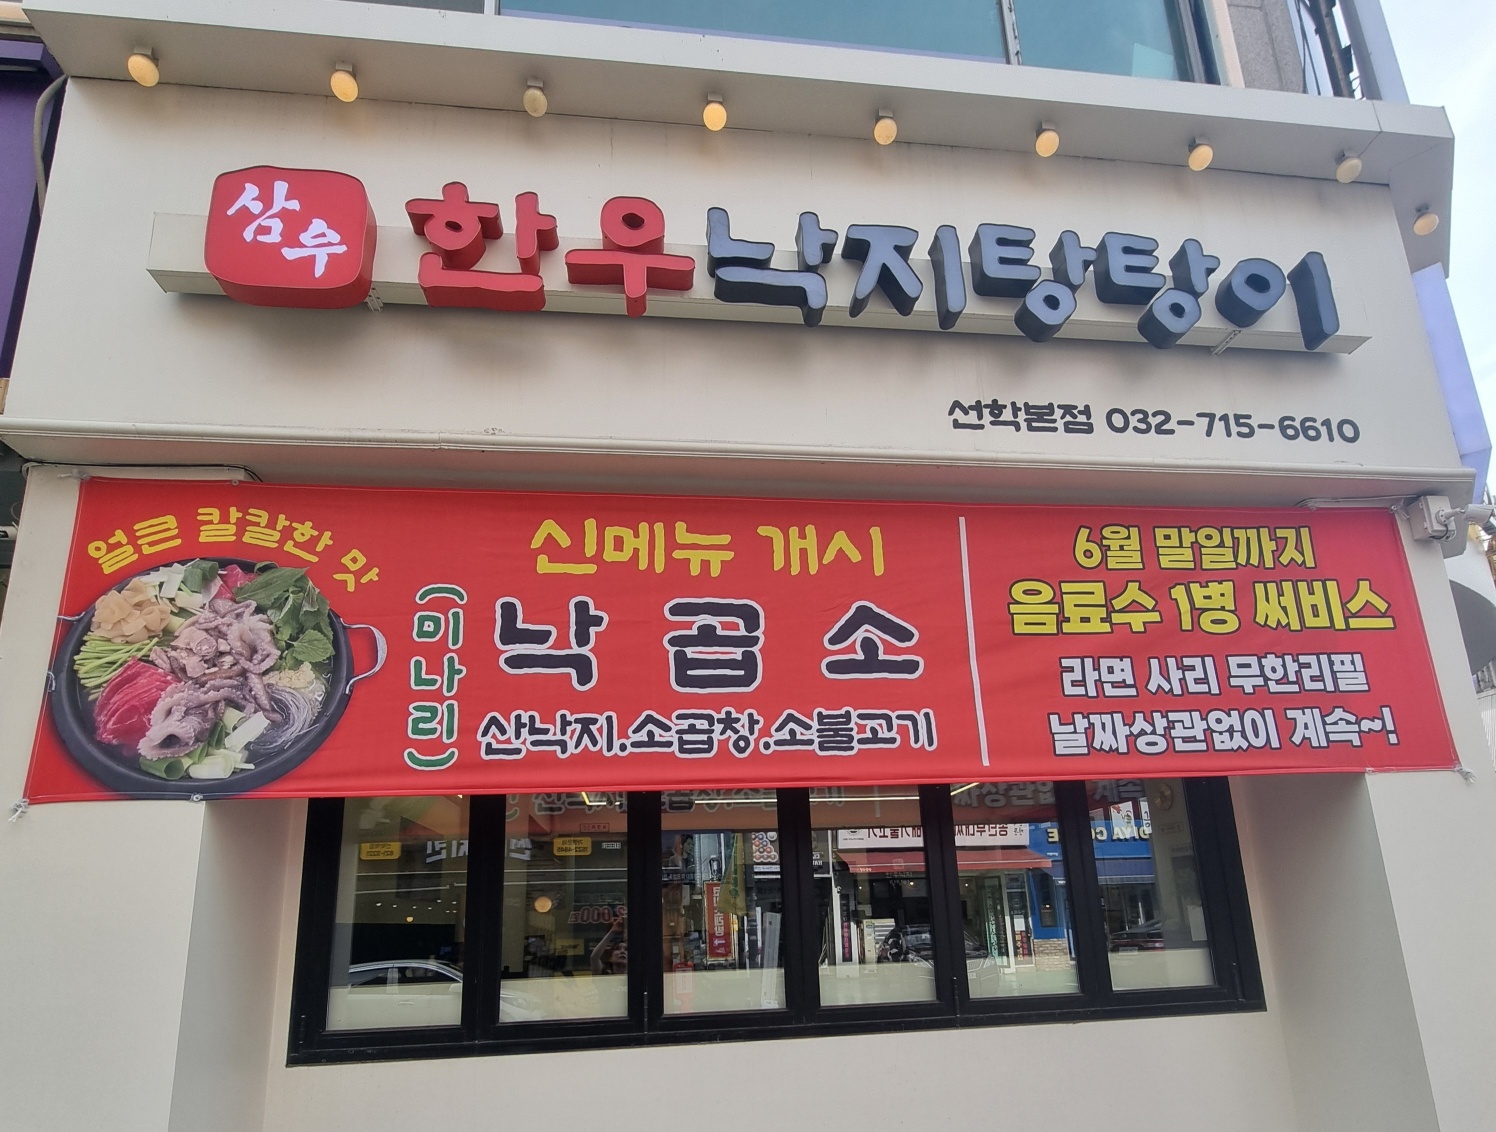 삼우
한우낙지탕탕이
선학본점 032-715-6610
얼큰 칼칼한 맛
신메뉴 개시
(미나리)
낙곱소
산낙지.소곱창.소불고기
6월 말일까지
음료수 1병 써비스
라면 사리 무한리필
날짜상관없이 계속~!